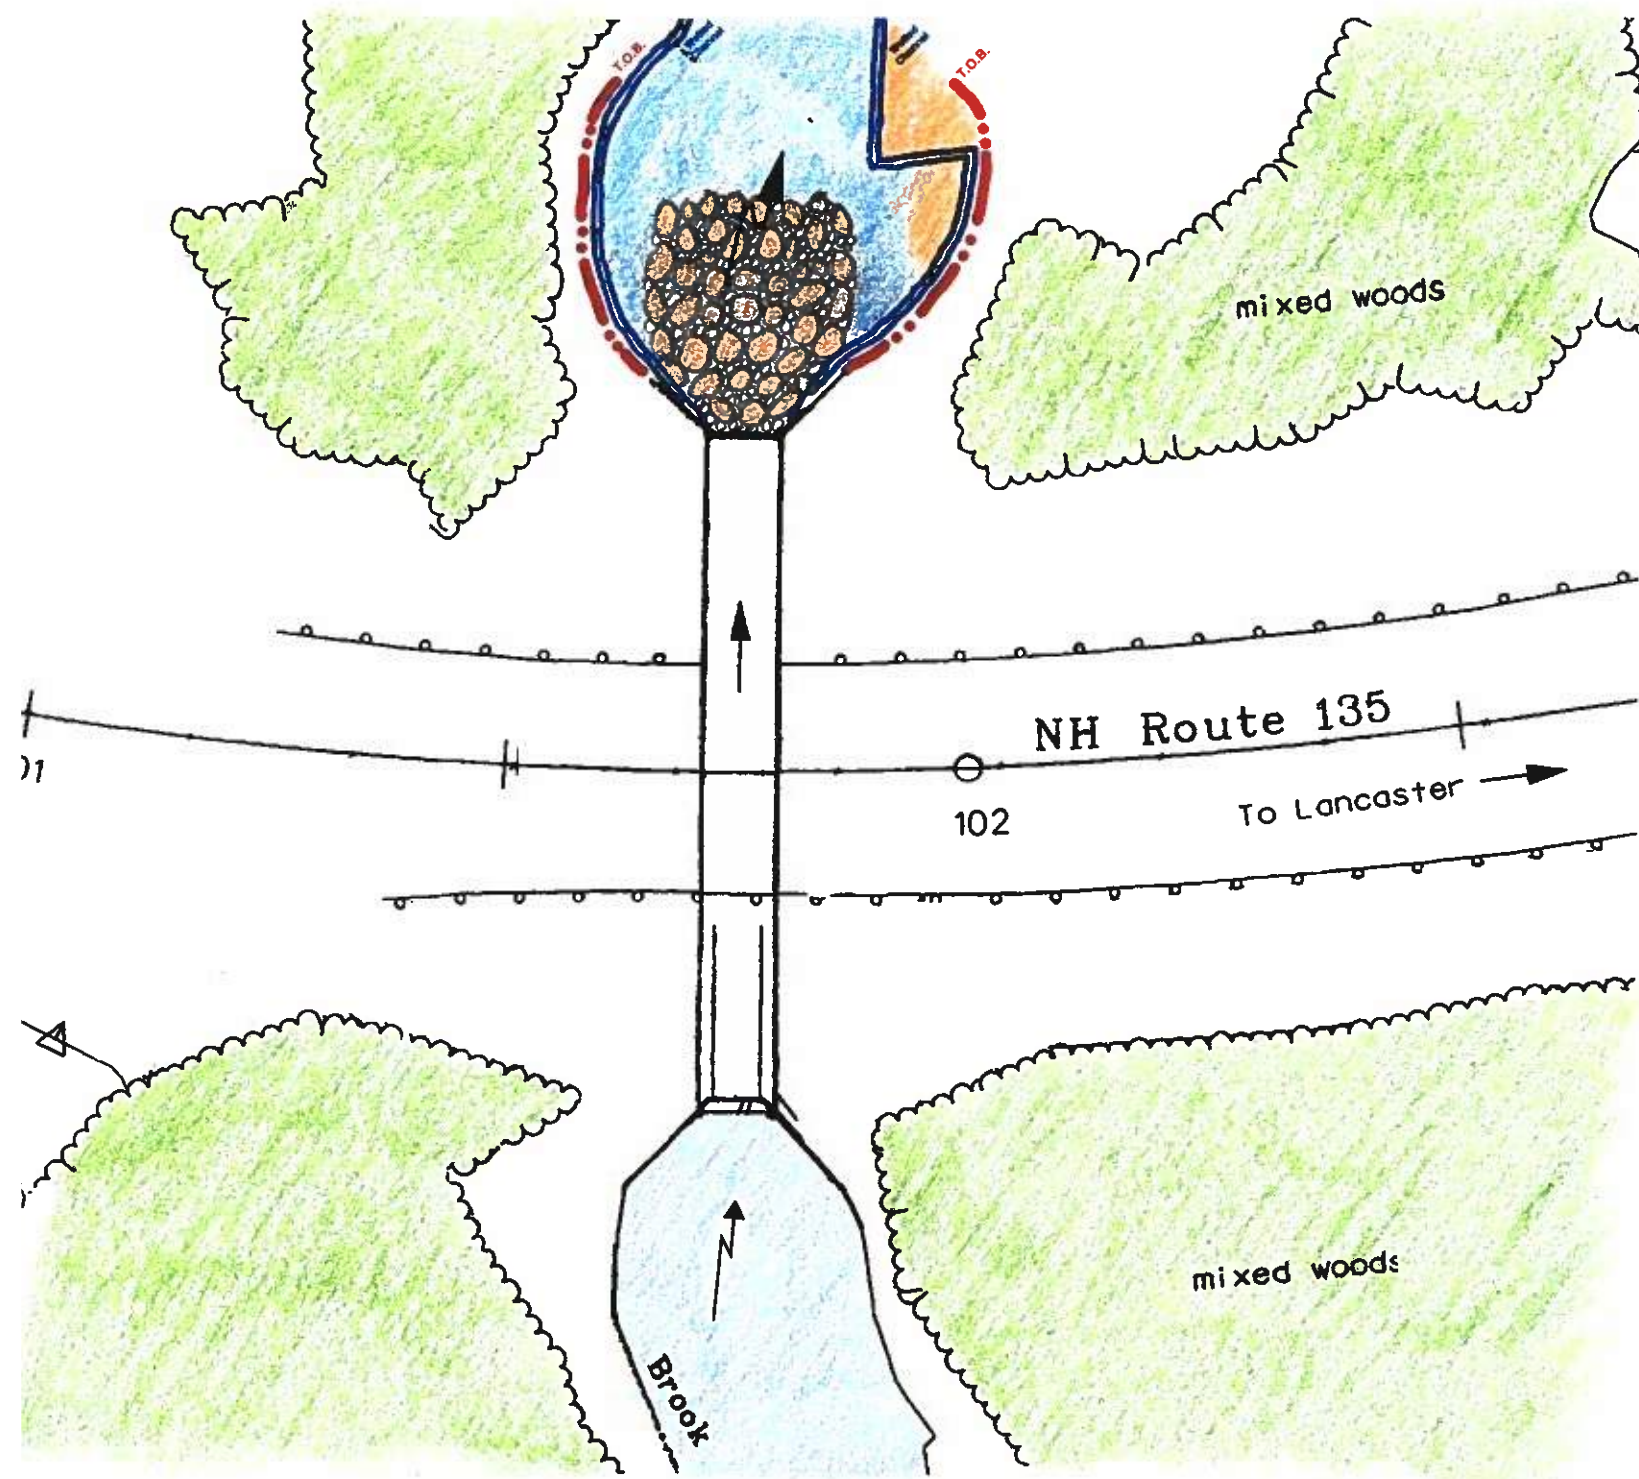 T.O.B.
T.O.B.
mixed woods
NH Route 135
To Lancaster
102
N
mixed woods
Brook